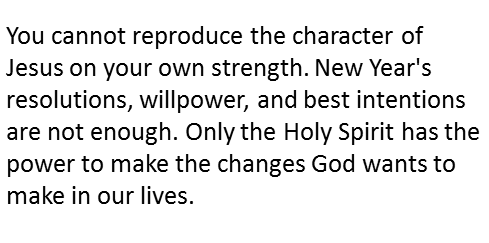 You cannot reproduce the character of
Jesus on your own strength. New Year's
resolutions, willpower, and best intentions
are not enough. Only the Holy Spirit has the
power to make the changes God wants to
make in our lives.